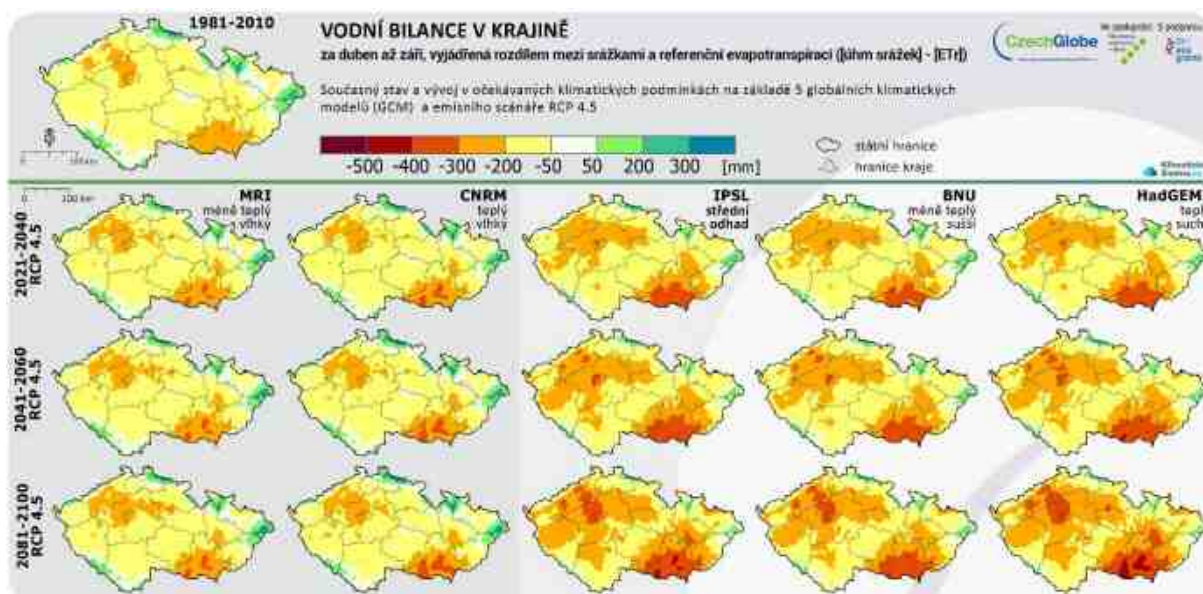 1981-2010
VODNÍ BILANCE V KRAJINĚ
za duben až září, vyjádřená rozdílem mezi srážkami a referenční evapotranspirací ([úhrn srážek] - [ETr])
Současný stav a vývoj v očekávaných klimatických podmínkách na základě 5 globálních klimatických
modelů (GCM) a emisního scénáře RCP 4.5
CzechGlobe
-500 -400 -300 -200 -50 50 200 300 [mm]
státní hranice
hranice kraje
0 100 km
MRI
méně teplý
vlhký
CNRM
teplý
vlhký
IPSL
střední
odhad
BNU
méně teplý
sušší
HadGEM
tepl
such
2021-2040
RCP 4.5
2041-2060
RCP 4.5
2081-2100
RCP 4.5